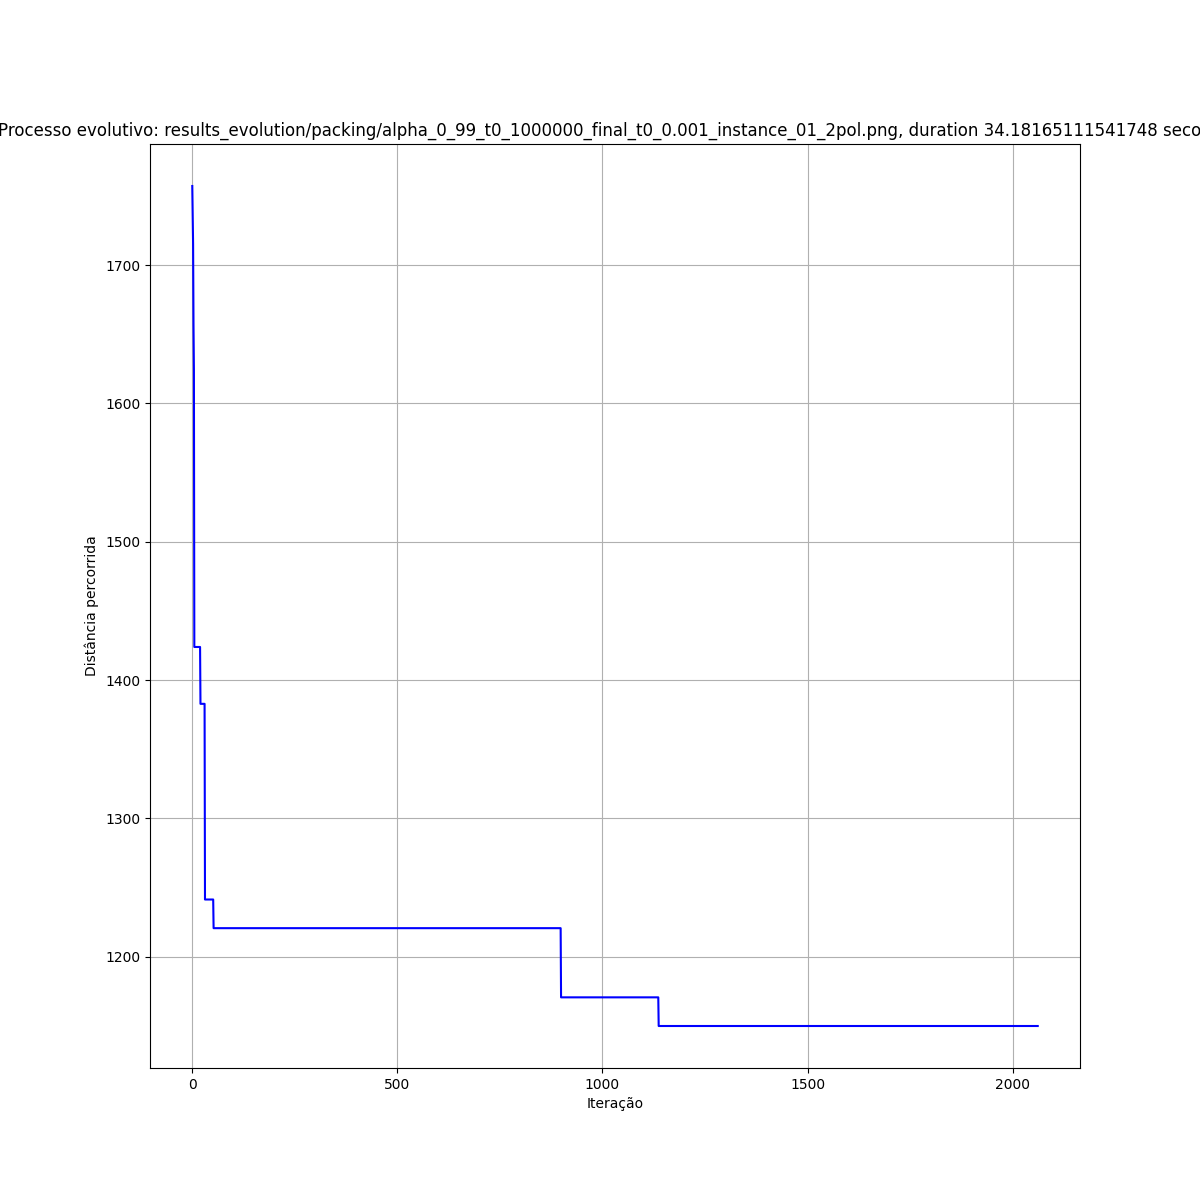 Processo evolutivo: results_evolution/packing/alpha_0_99_t0_1000000_final_t0_0.001_instance_01_2pol.png, duration 34.18165111541748 seco
1700
1600
1500
1400
1300
1200
Distância percorrida
0 500 1000 1500 2000
Iteração